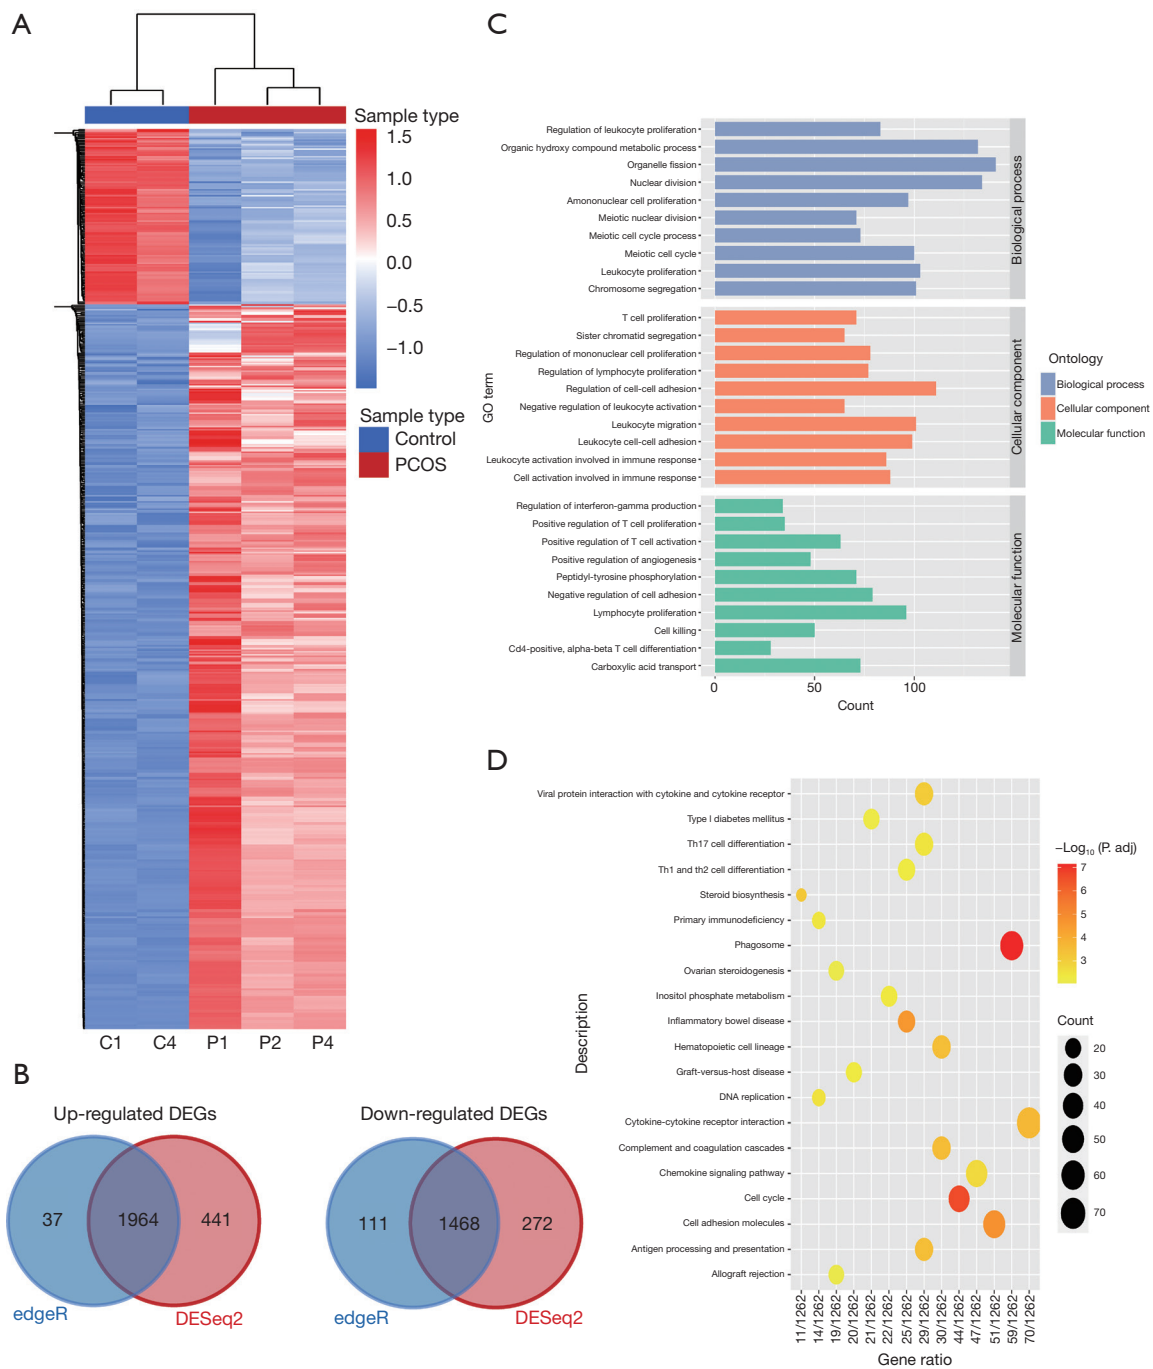 A
Sample type
1.5
1.0
0.5
0.0
−0.5
−1.0
Sample type
Control
PCOS
C1 C4 P1 P2 P4
B
Up-regulated DEGs
37 1964 441
edgeR
DESeq2
Down-regulated DEGs
111 1468 272
edgeR
DESeq2
C
GO term
Regulation of leukocyte proliferation
Organic hydroxy compound metabolic process
Organelle fission
Nuclear division
Amononuclear cell proliferation
Meiotic nuclear division
Meiotic cell cycle process
Meiotic cell cycle
Leukocyte proliferation
Chromosome segregation
Biological process
T cell proliferation
Sister chromatid segregation
Regulation of mononuclear cell proliferation
Regulation of lymphocyte proliferation
Regulation of cell-cell adhesion
Negative regulation of leukocyte activation
Leukocyte migration
Leukocyte cell-cell adhesion
Leukocyte activation involved in immune response
Cell activation involved in immune response
Cellular component
Regulation of interferon-gamma production
Positive regulation of T cell proliferation
Positive regulation of T cell activation
Positive regulation of angiogenesis
Peptidyl-tyrosine phosphorylation
Negative regulation of cell adhesion
Lymphocyte proliferation
Cell killing
Cd4-positive, alpha-beta T cell differentiation
Carboxylic acid transport
Molecular function
0 50 100
Count
Ontology
Biological process
Cellular component
Molecular function
D
Description
Viral protein interaction with cytokine and cytokine receptor
Type I diabetes mellitus
Th17 cell differentiation
Th1 and th2 cell differentiation
Steroid biosynthesis
Primary immunodeficiency
Phagosome
Ovarian steroidogenesis
Inositol phosphate metabolism
Inflammatory bowel disease
Hematopoietic cell lineage
Graft-versus-host disease
DNA replication
Cytokine-cytokine receptor interaction
Complement and coagulation cascades
Chemokine signaling pathway
Cell cycle
Cell adhesion molecules
Antigen processing and presentation
Allograft rejection
11/1262 14/1262 19/1262 20/1262 21/1262 22/1262 25/1262 29/1262 30/1262 44/1262 47/1262 51/1262 59/1262 70/1262
Gene ratio
−Log₁₀ (P. adj)
7
6
5
4
3
Count
20
30
40
50
60
70